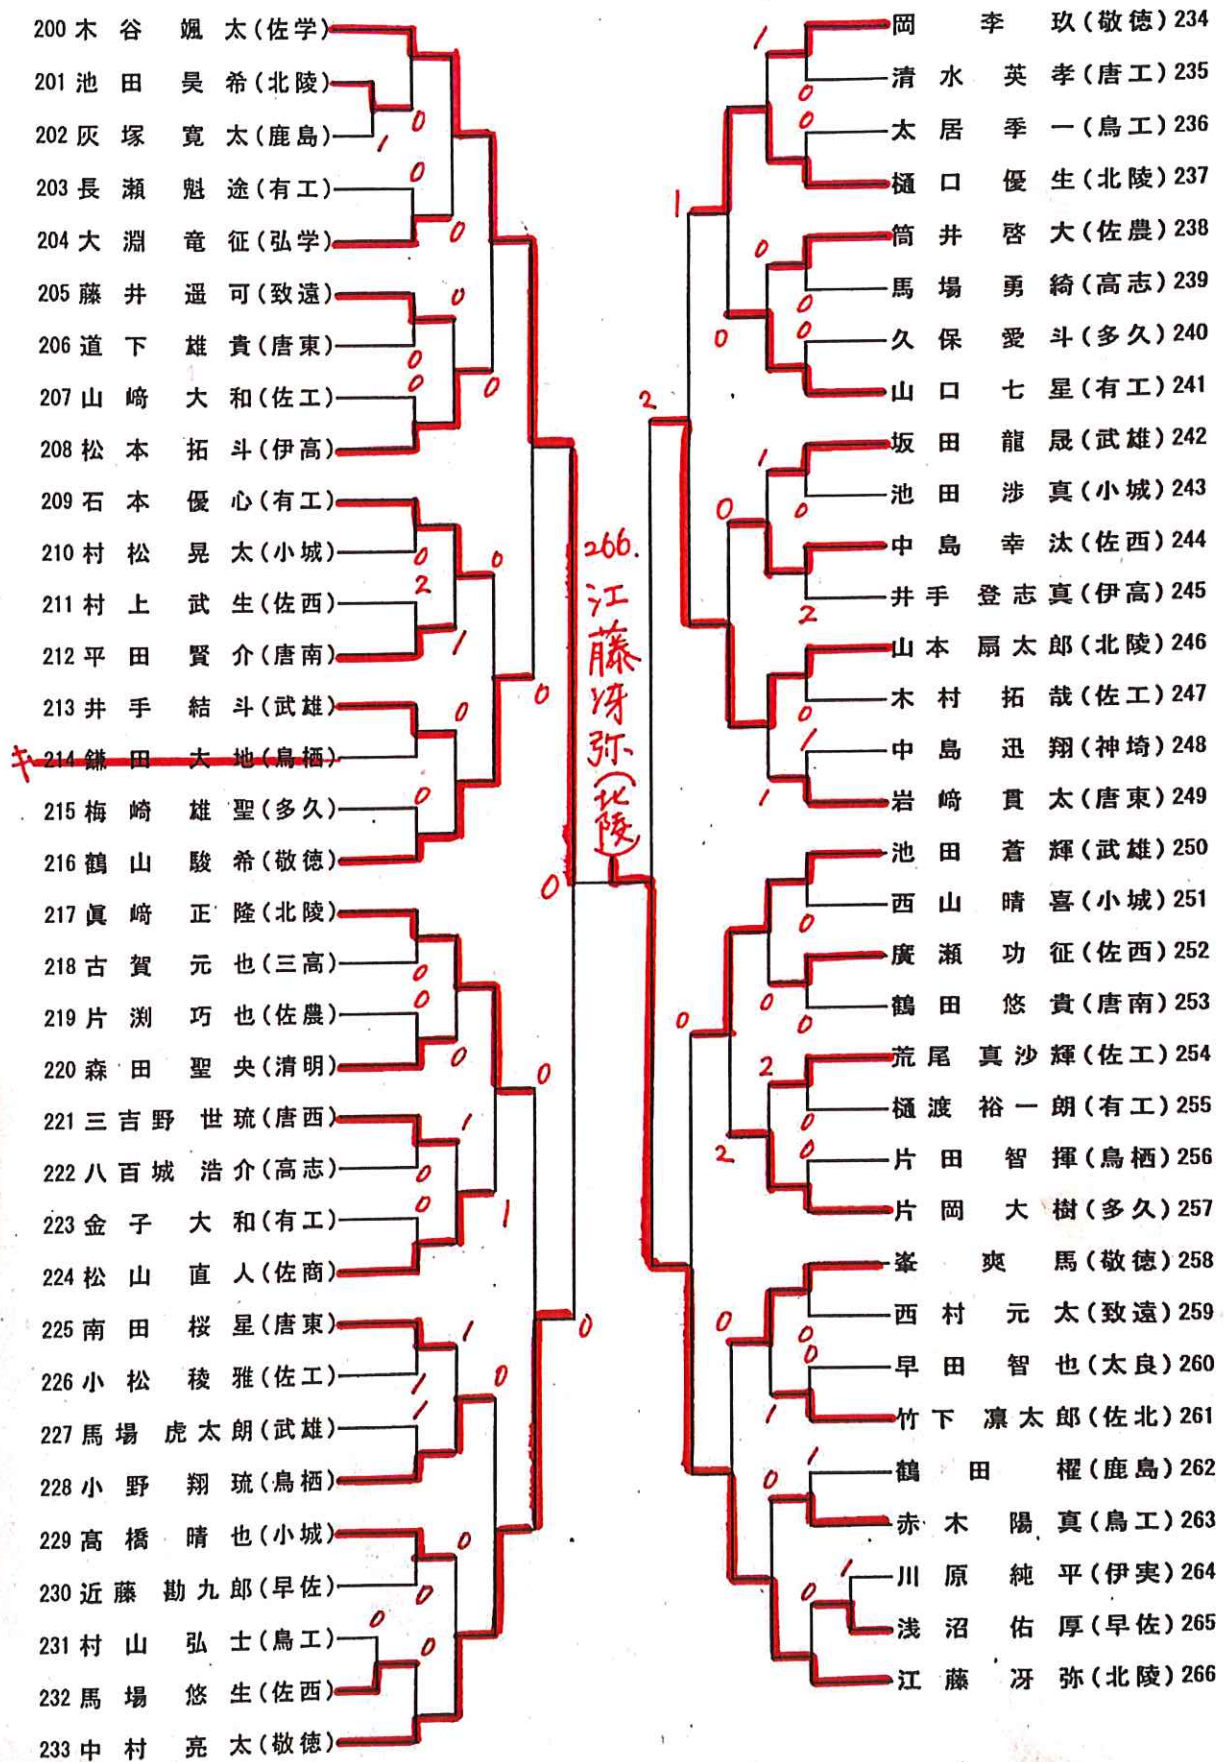 200 木谷 颯太(佐学)
201 池田 昊希(北陵)
202 灰塚 寛太(鹿島)
203 長瀬 魁途(有工)
204 大淵 竜征(弘学)
205 藤井 遥可(致遠)
206 道下 雄貴(唐東)
207 山﨑 大和(佐工)
208 松本 拓斗(伊高)
209 石本 優心(有工)
210 村松 晃太(小城)
211 村上 武生(佐西)
212 平田 賢介(唐南)
213 井手 結斗(武雄)
キ 214 鎌田 大地(鳥栖)
215 梅崎 雄聖(多久)
216 鶴山 駿希(敬徳)
217 眞﨑 正隆(北陵)
218 古賀 元也(三高)
219 片渕 巧也(佐農)
220 森田 聖央(清明)
221 三吉野 世琉(唐西)
222 八百城 浩介(高志)
223 金子 大和(有工)
224 松山 直人(佐商)
225 南田 桜星(唐東)
226 小松 稜雅(佐工)
227 馬場 虎太朗(武雄)
228 小野 翔琉(鳥栖)
229 髙橋 晴也(小城)
230 近藤 勘九郎(早佐)
231 村山 弘士(鳥工)
232 馬場 悠生(佐西)
233 中村 亮太(敬徳)
266.
江藤冴弥(北陵)
岡 李玖(敬徳) 234
清水 英孝(唐工) 235
太居 季一(鳥工) 236
樋口 優生(北陵) 237
筒井 啓大(佐農) 238
馬場 勇綺(高志) 239
久保 愛斗(多久) 240
山口 七星(有工) 241
坂田 龍晟(武雄) 242
池田 渉真(小城) 243
中島 幸汰(佐西) 244
井手 登志真(伊高) 245
山本 扇太郎(北陵) 246
木村 拓哉(佐工) 247
中島 迅翔(神埼) 248
岩﨑 貫太(唐東) 249
池田 蒼輝(武雄) 250
西山 晴喜(小城) 251
廣瀬 功征(佐西) 252
鶴田 悠貴(唐南) 253
荒尾 真沙輝(佐工) 254
樋渡 裕一朗(有工) 255
片田 智揮(鳥栖) 256
片岡 大樹(多久) 257
峯 爽馬(敬徳) 258
西村 元太(致遠) 259
早田 智也(太良) 260
竹下 凛太郎(佐北) 261
鶴田 櫂(鹿島) 262
赤木 陽真(鳥工) 263
川原 純平(伊実) 264
浅沼 佑厚(早佐) 265
江藤 冴弥(北陵) 266